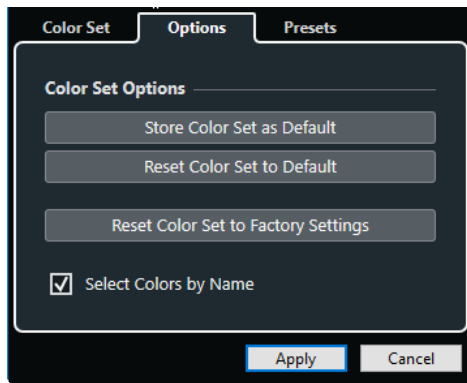 Color Set Options Presets
Color Set Options
Store Color Set as Default
Reset Color Set to Default
Reset Color Set to Factory Settings
Select Colors by Name
Apply Cancel